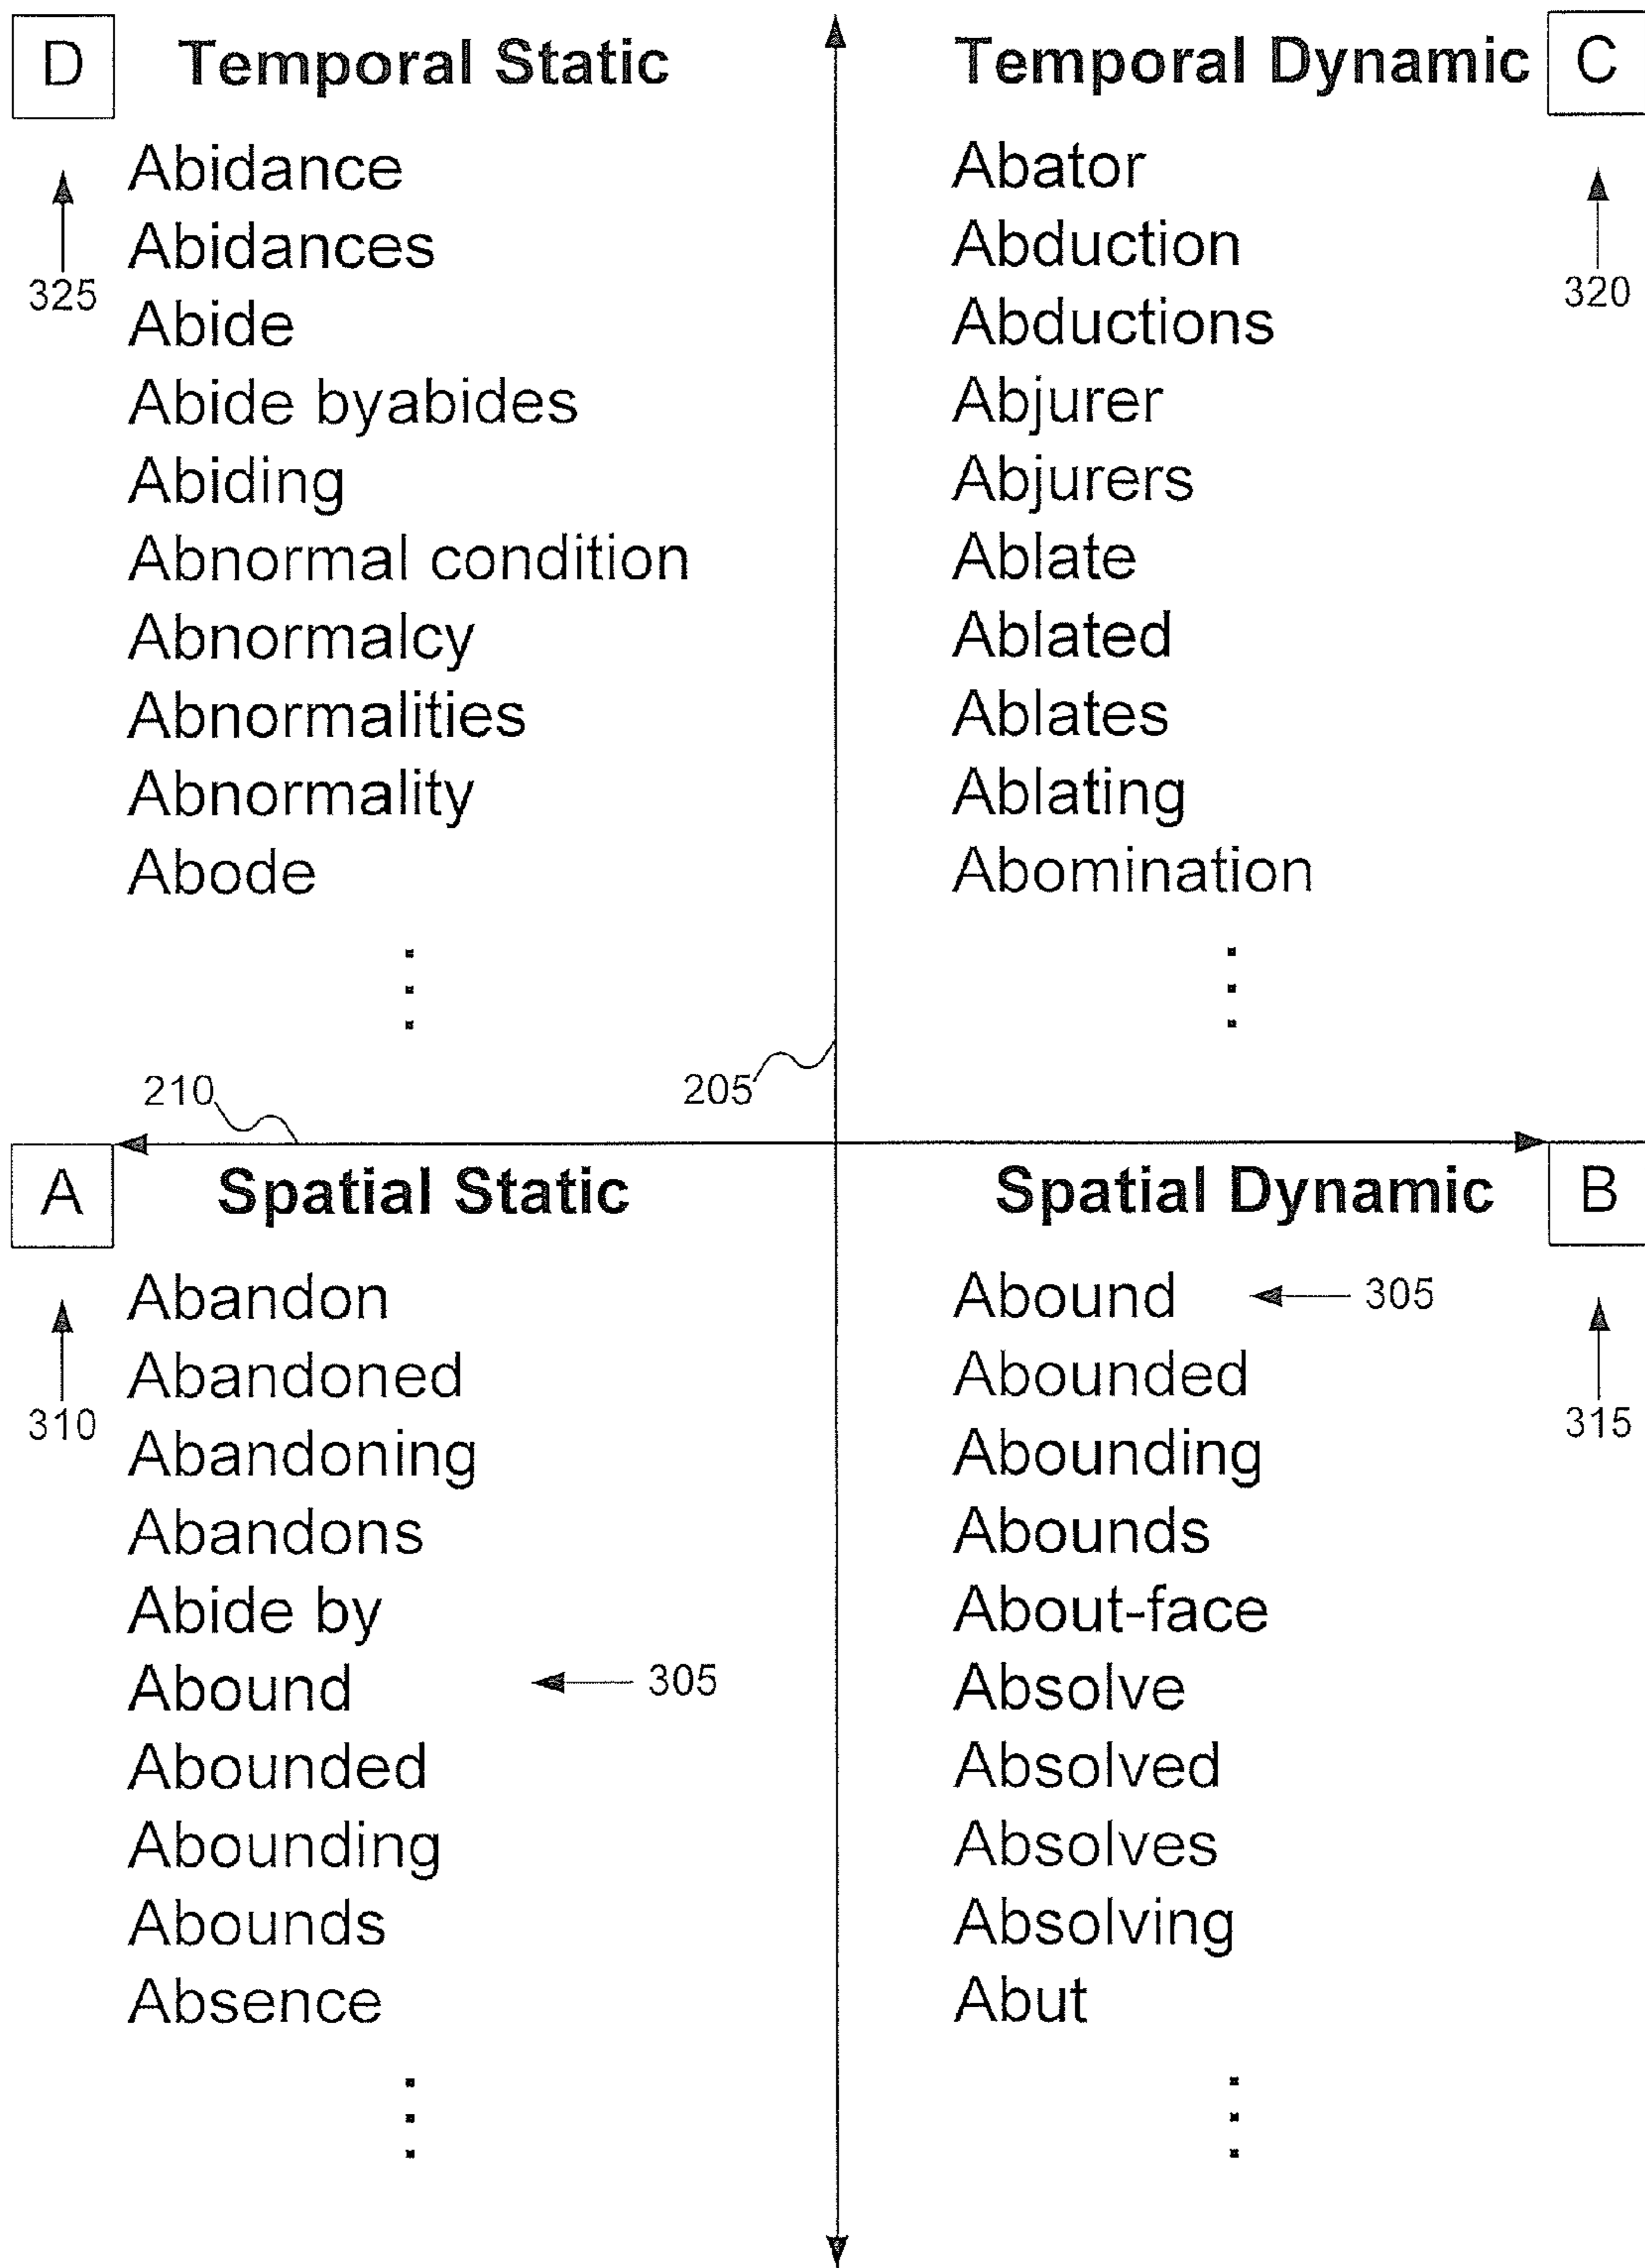 D Temporal Static
Abidance
Abidances
325
Abide
Abide byabides
Abiding
Abnormal condition
Abnormalcy
Abnormalities
Abnormality
Abode
Temporal Dynamic C
Abator
Abduction
320
Abductions
Abjurer
Abjurers
Ablate
Ablated
Ablates
Ablating
Abomination
210
205
A Spatial Static
Abandon
Abandoned
310
Abandoning
Abandons
Abide by
Abound 305
Abounded
Abounding
Abounds
Absence
Spatial Dynamic B
Abound 305
Abounded
315
Abounding
Abounds
About-face
Absolve
Absolved
Absolves
Absolving
Abut